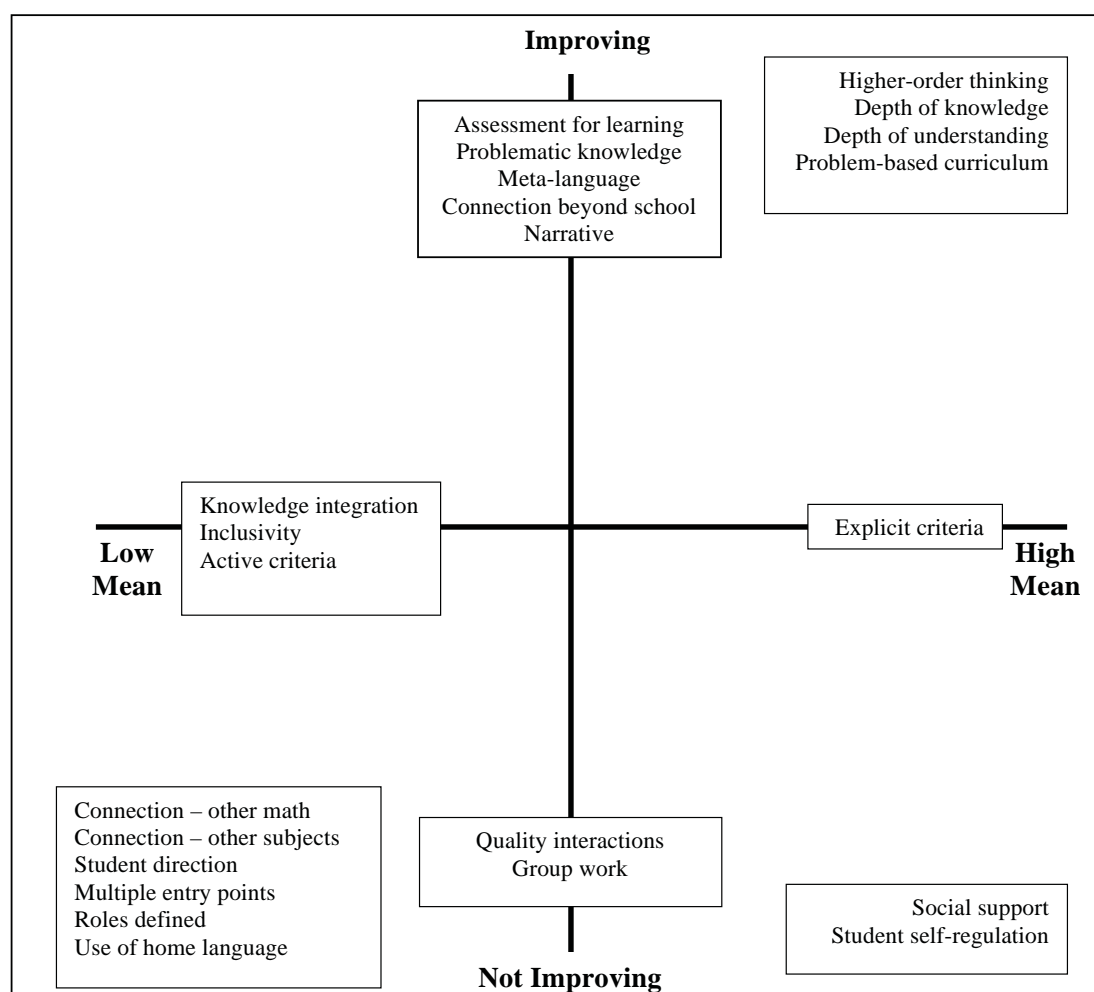 Improving
Higher-order thinking
Depth of knowledge
Depth of understanding
Problem-based curriculum
Assessment for learning
Problematic knowledge
Meta-language
Connection beyond school
Narrative
Knowledge integration
Inclusivity
Active criteria
Explicit criteria
Low
Mean
High
Mean
Connection – other math
Connection – other subjects
Student direction
Multiple entry points
Roles defined
Use of home language
Quality interactions
Group work
Social support
Student self-regulation
Not Improving